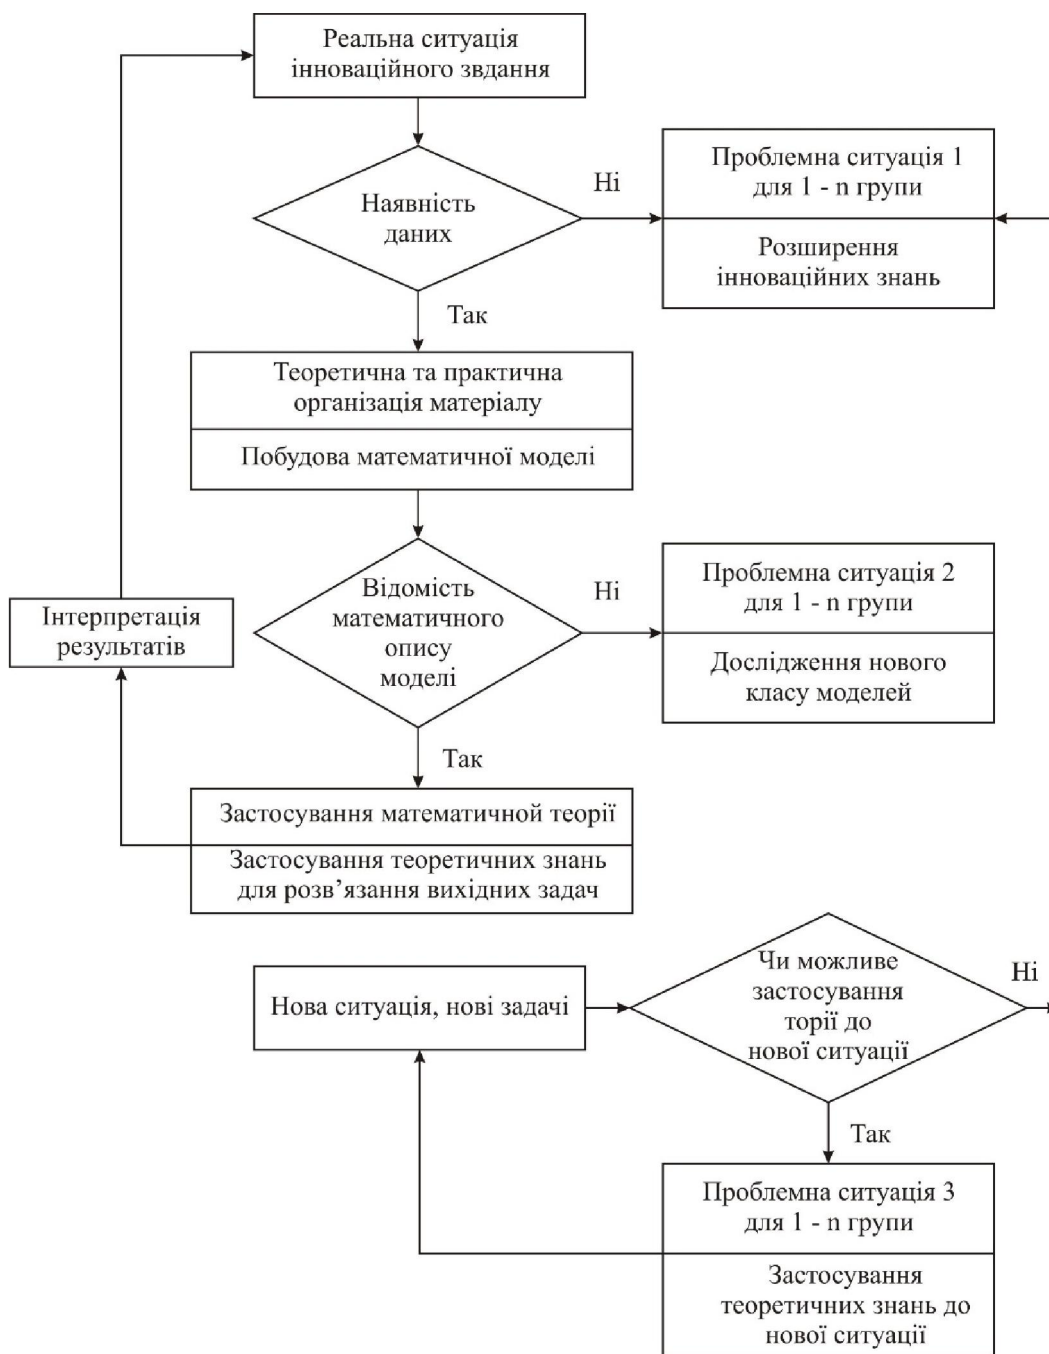 Реальна ситуація
інноваційного звдання
Наявність
даних
Ні
Проблемна ситуація 1
для 1 - n групи
Розширення
інноваційних знань
Так
Теоретична та практична
організація матеріалу
Побудова математичної моделі
Відомість
математичного
опису
моделі
Ні
Проблемна ситуація 2
для 1 - n групи
Дослідження нового
класу моделей
Інтерпретація
результатів
Так
Застосування математичної теорії
Застосування теоретичних знань
для розв’язання вихідних задач
Нова ситуація, нові задачі
Чи можливе
застосування
торії до
нової ситуації
Ні
Так
Проблемна ситуація 3
для 1 - n групи
Застосування
теоретичних знань до
нової ситуації